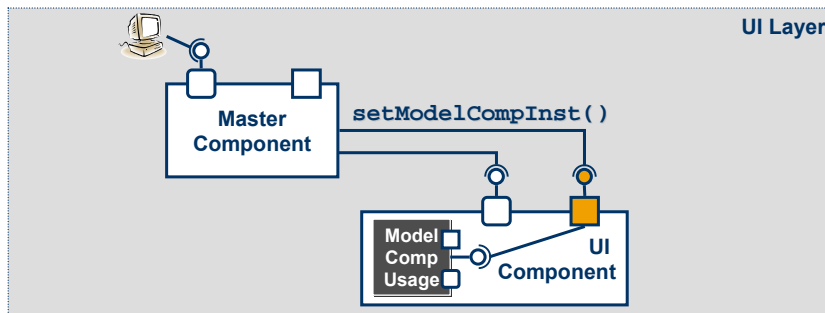 UI Layer
Master
Component
setModelCompInst()
Model
Comp
Usage
UI
Component